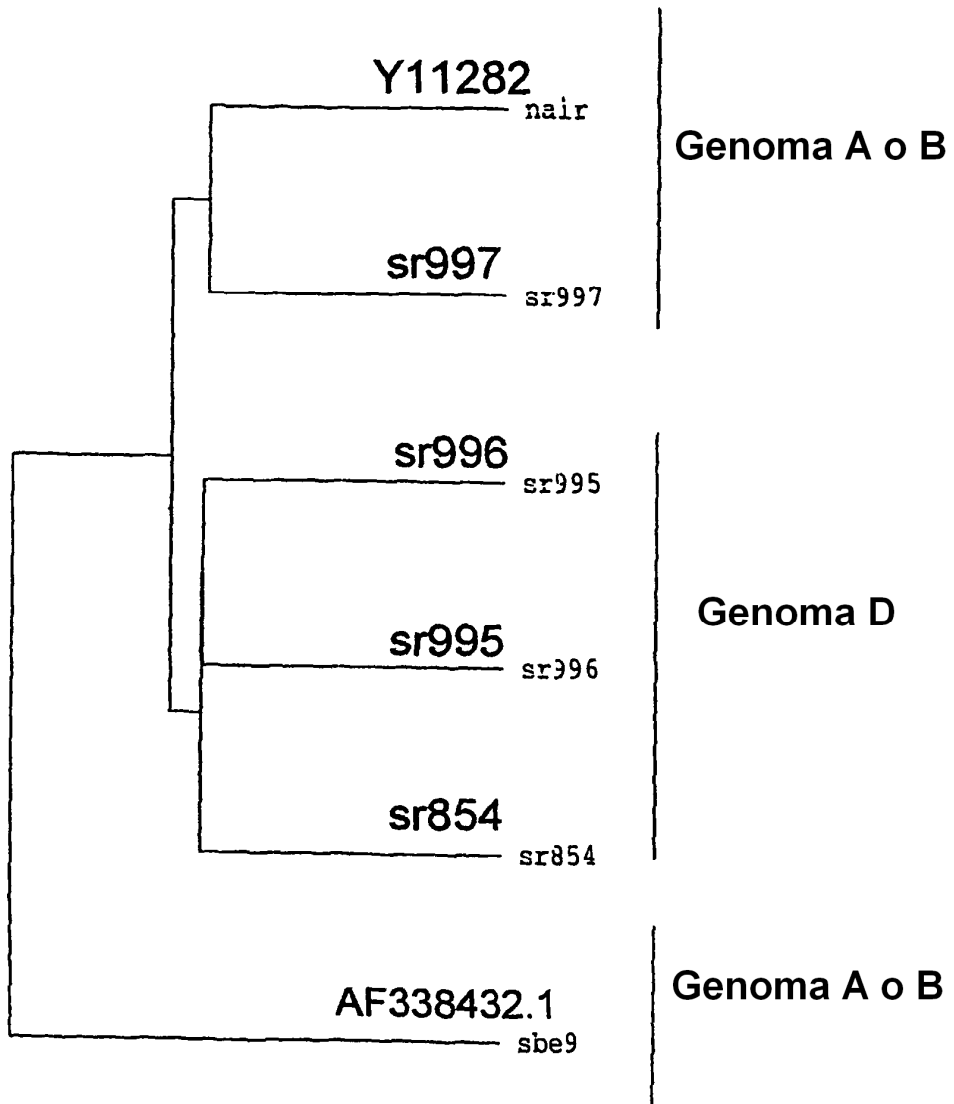 Y11282
nair
Genoma A o B
sr997
sr997
sr996
sr995
Genoma D
sr995
sr996
sr854
sr854
Genoma A o B
AF338432.1
sbe9